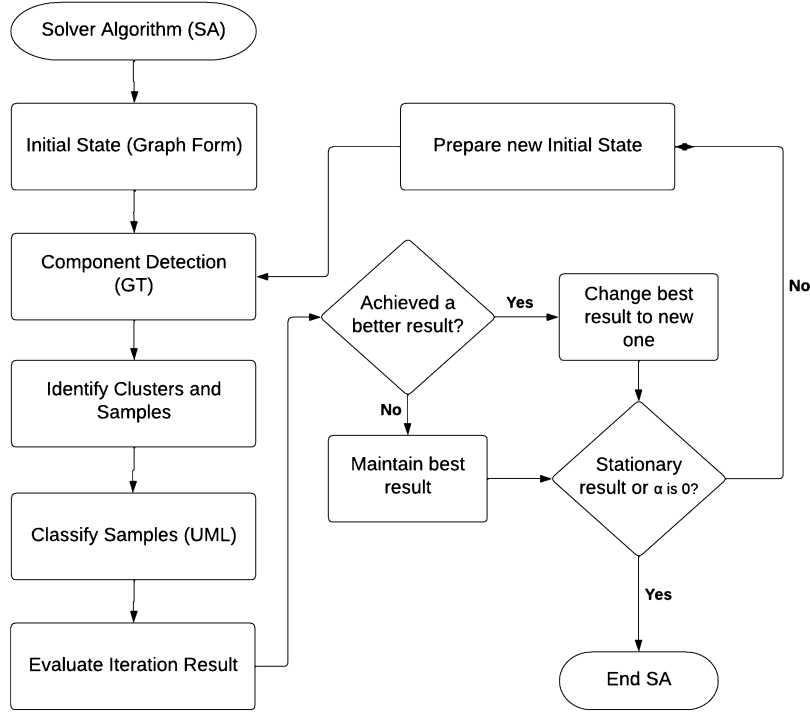 Solver Algorithm (SA)
Initial State (Graph Form)
Component Detection
(GT)
Identify Clusters and
Samples
Classify Samples (UML)
Evaluate Iteration Result
Prepare new Initial State
Achieved a
better result?
Yes
No
Change best
result to new
one
Maintain best
result
Stationary
result or α is 0?
No
Yes
End SA